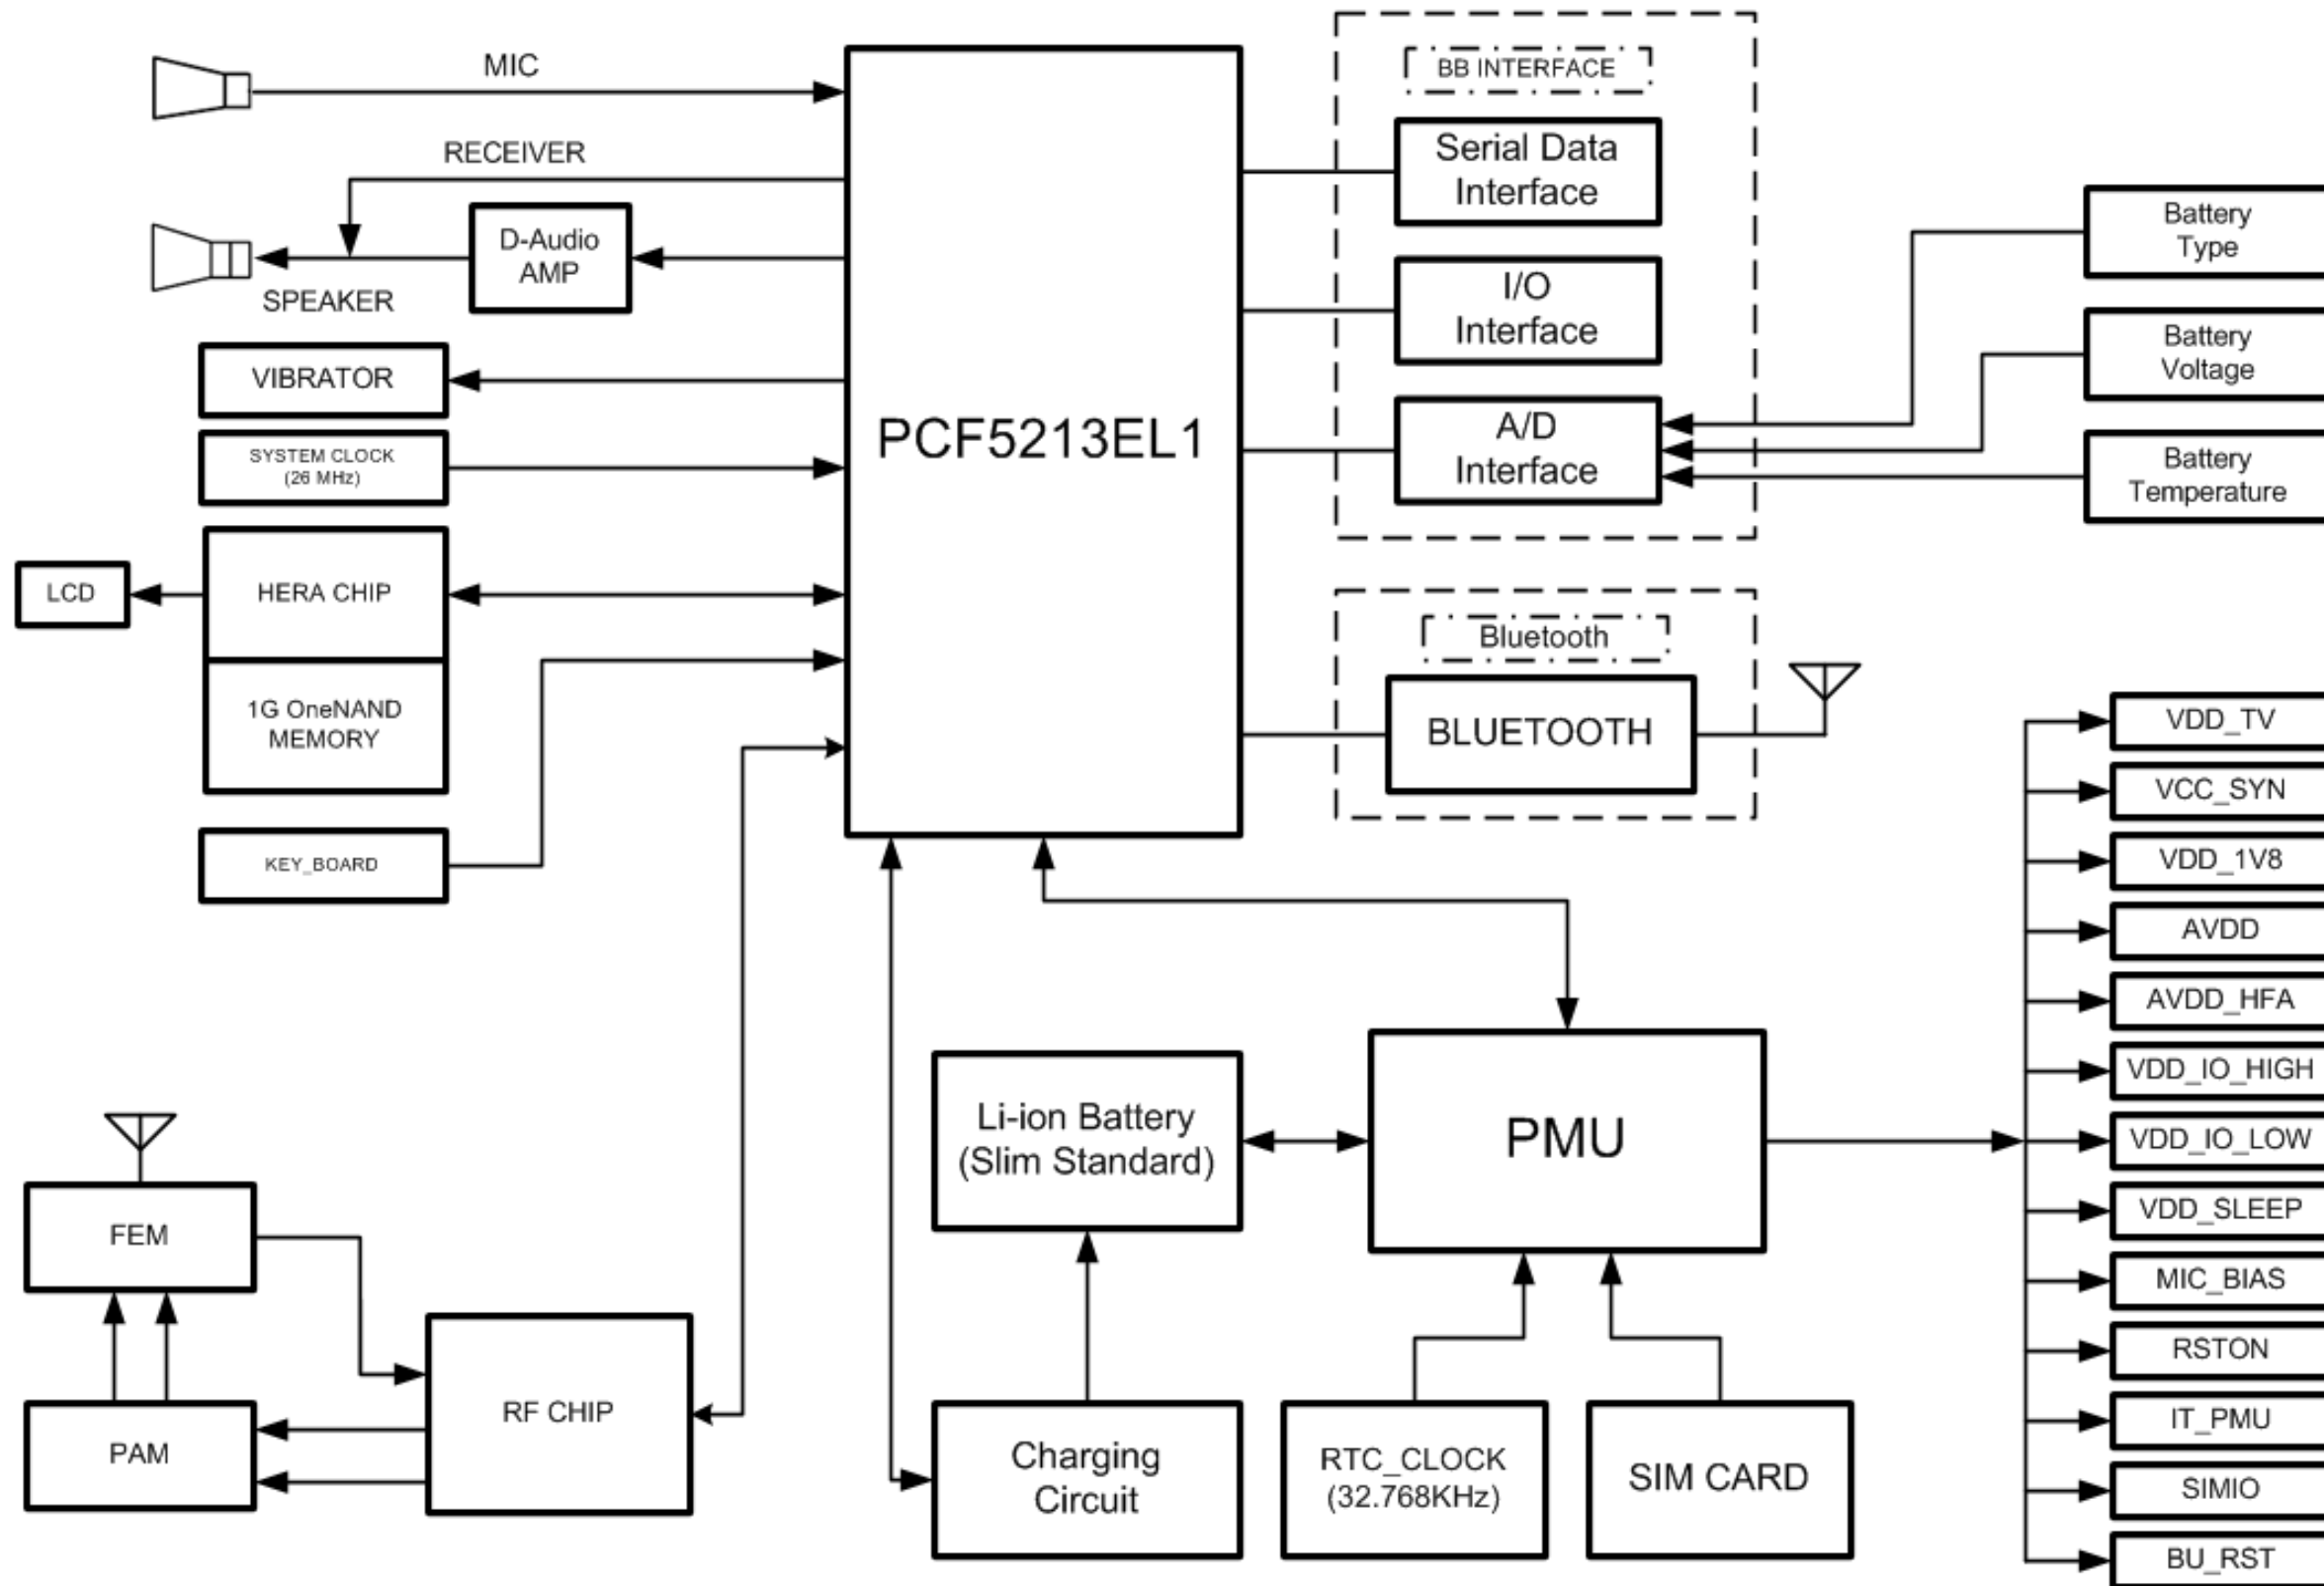 MIC
RECEIVER
D-Audio
AMP
SPEAKER
VIBRATOR
SYSTEM CLOCK
(26 MHz)
LCD
HERA CHIP
1G OneNAND
MEMORY
KEY_BOARD
PCF5213EL1
BB INTERFACE
Serial Data
Interface
I/O
Interface
A/D
Interface
Battery
Type
Battery
Voltage
Battery
Temperature
Bluetooth
BLUETOOTH
FEM
PAM
RF CHIP
Li-ion Battery
(Slim Standard)
PMU
Charging
Circuit
RTC_CLOCK
(32.768KHz)
SIM CARD
VDD_TV
VCC_SYN
VDD_1V8
AVDD
AVDD_HFA
VDD_IO_HIGH
VDD_IO_LOW
VDD_SLEEP
MIC_BIAS
RSTON
IT_PMU
SIMIO
BU_RST